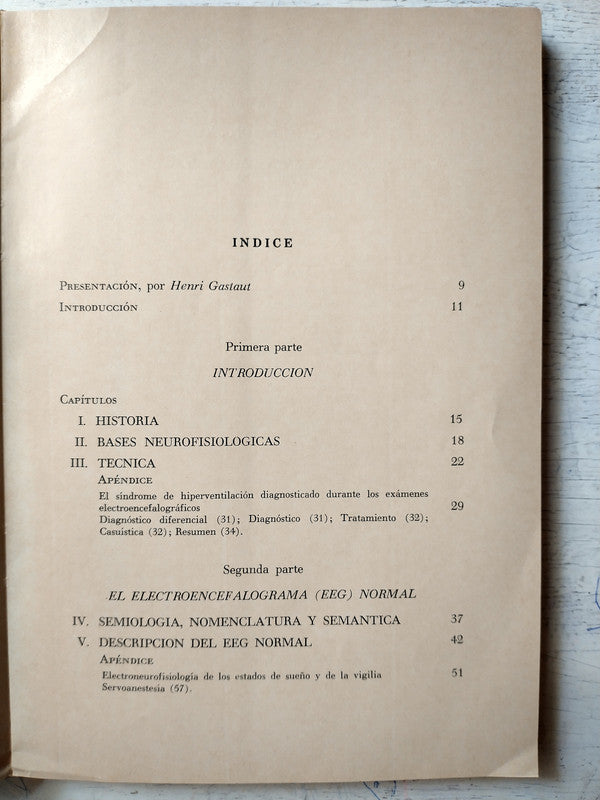 INDICE
PRESENTACIÓN, por Henri Gastaut 9
INTRODUCCIÓN 11
Primera parte
INTRODUCCION
CAPÍTULOS
I. HISTORIA 15
II. BASES NEUROFISIOLOGICAS 18
III. TECNICA 22
APÉNDICE
El síndrome de hiperventilación diagnosticado durante los exámenes
electroencefalográficos 29
Diagnóstico diferencial (31); Diagnóstico (31); Tratamiento (32);
Casuística (32); Resumen (34).
Segunda parte
EL ELECTROENCEFALOGRAMA (EEG) NORMAL
IV. SEMIOLOGIA, NOMENCLATURA Y SEMANTICA 37
V. DESCRIPCION DEL EEG NORMAL 42
APÉNDICE
Electroneurofisiología de los estados de sueño y de la vigilia 51
Servoanestesia (57).